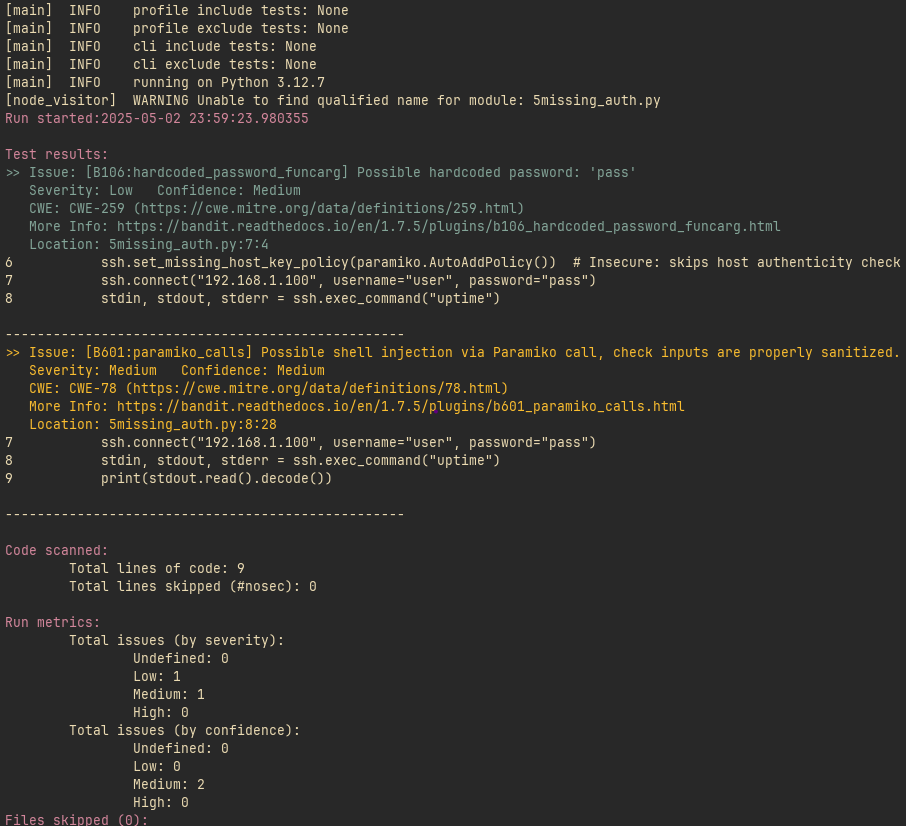 [main]  INFO    profile include tests: None
[main]  INFO    profile exclude tests: None
[main]  INFO    cli include tests: None
[main]  INFO    cli exclude tests: None
[main]  INFO    running on Python 3.12.7
[node_visitor]  WARNING Unable to find qualified name for module: 5missing_auth.py
Run started:2025-05-02 23:59:23.980355

Test results:
>> Issue: [B106:hardcoded_password_funcarg] Possible hardcoded password: 'pass'
   Severity: Low   Confidence: Medium
   CWE: CWE-259 (https://cwe.mitre.org/data/definitions/259.html)
   More Info: https://bandit.readthedocs.io/en/1.7.5/plugins/b106_hardcoded_password_funcarg.html
   Location: 5missing_auth.py:7:4
6           ssh.set_missing_host_key_policy(paramiko.AutoAddPolicy())  # Insecure: skips host authenticity check
7           ssh.connect("192.168.1.100", username="user", password="pass")
8           stdin, stdout, stderr = ssh.exec_command("uptime")

--------------------------------------------------
>> Issue: [B601:paramiko_calls] Possible shell injection via Paramiko call, check inputs are properly sanitized.
   Severity: Medium   Confidence: Medium
   CWE: CWE-78 (https://cwe.mitre.org/data/definitions/78.html)
   More Info: https://bandit.readthedocs.io/en/1.7.5/plugins/b601_paramiko_calls.html
   Location: 5missing_auth.py:8:28
7           ssh.connect("192.168.1.100", username="user", password="pass")
8           stdin, stdout, stderr = ssh.exec_command("uptime")
9           print(stdout.read().decode())

--------------------------------------------------

Code scanned:
        Total lines of code: 9
        Total lines skipped (#nosec): 0

Run metrics:
        Total issues (by severity):
                Undefined: 0
                Low: 1
                Medium: 1
                High: 0
        Total issues (by confidence):
                Undefined: 0
                Low: 0
                Medium: 2
                High: 0
Files skipped (0):